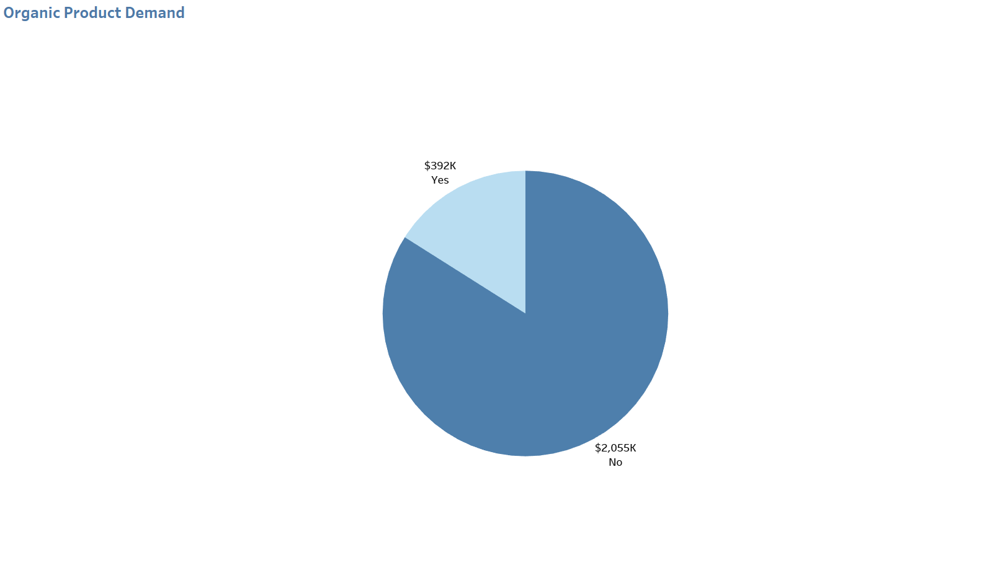 Organic Product Demand
$392K
Yes
$2,055K
No